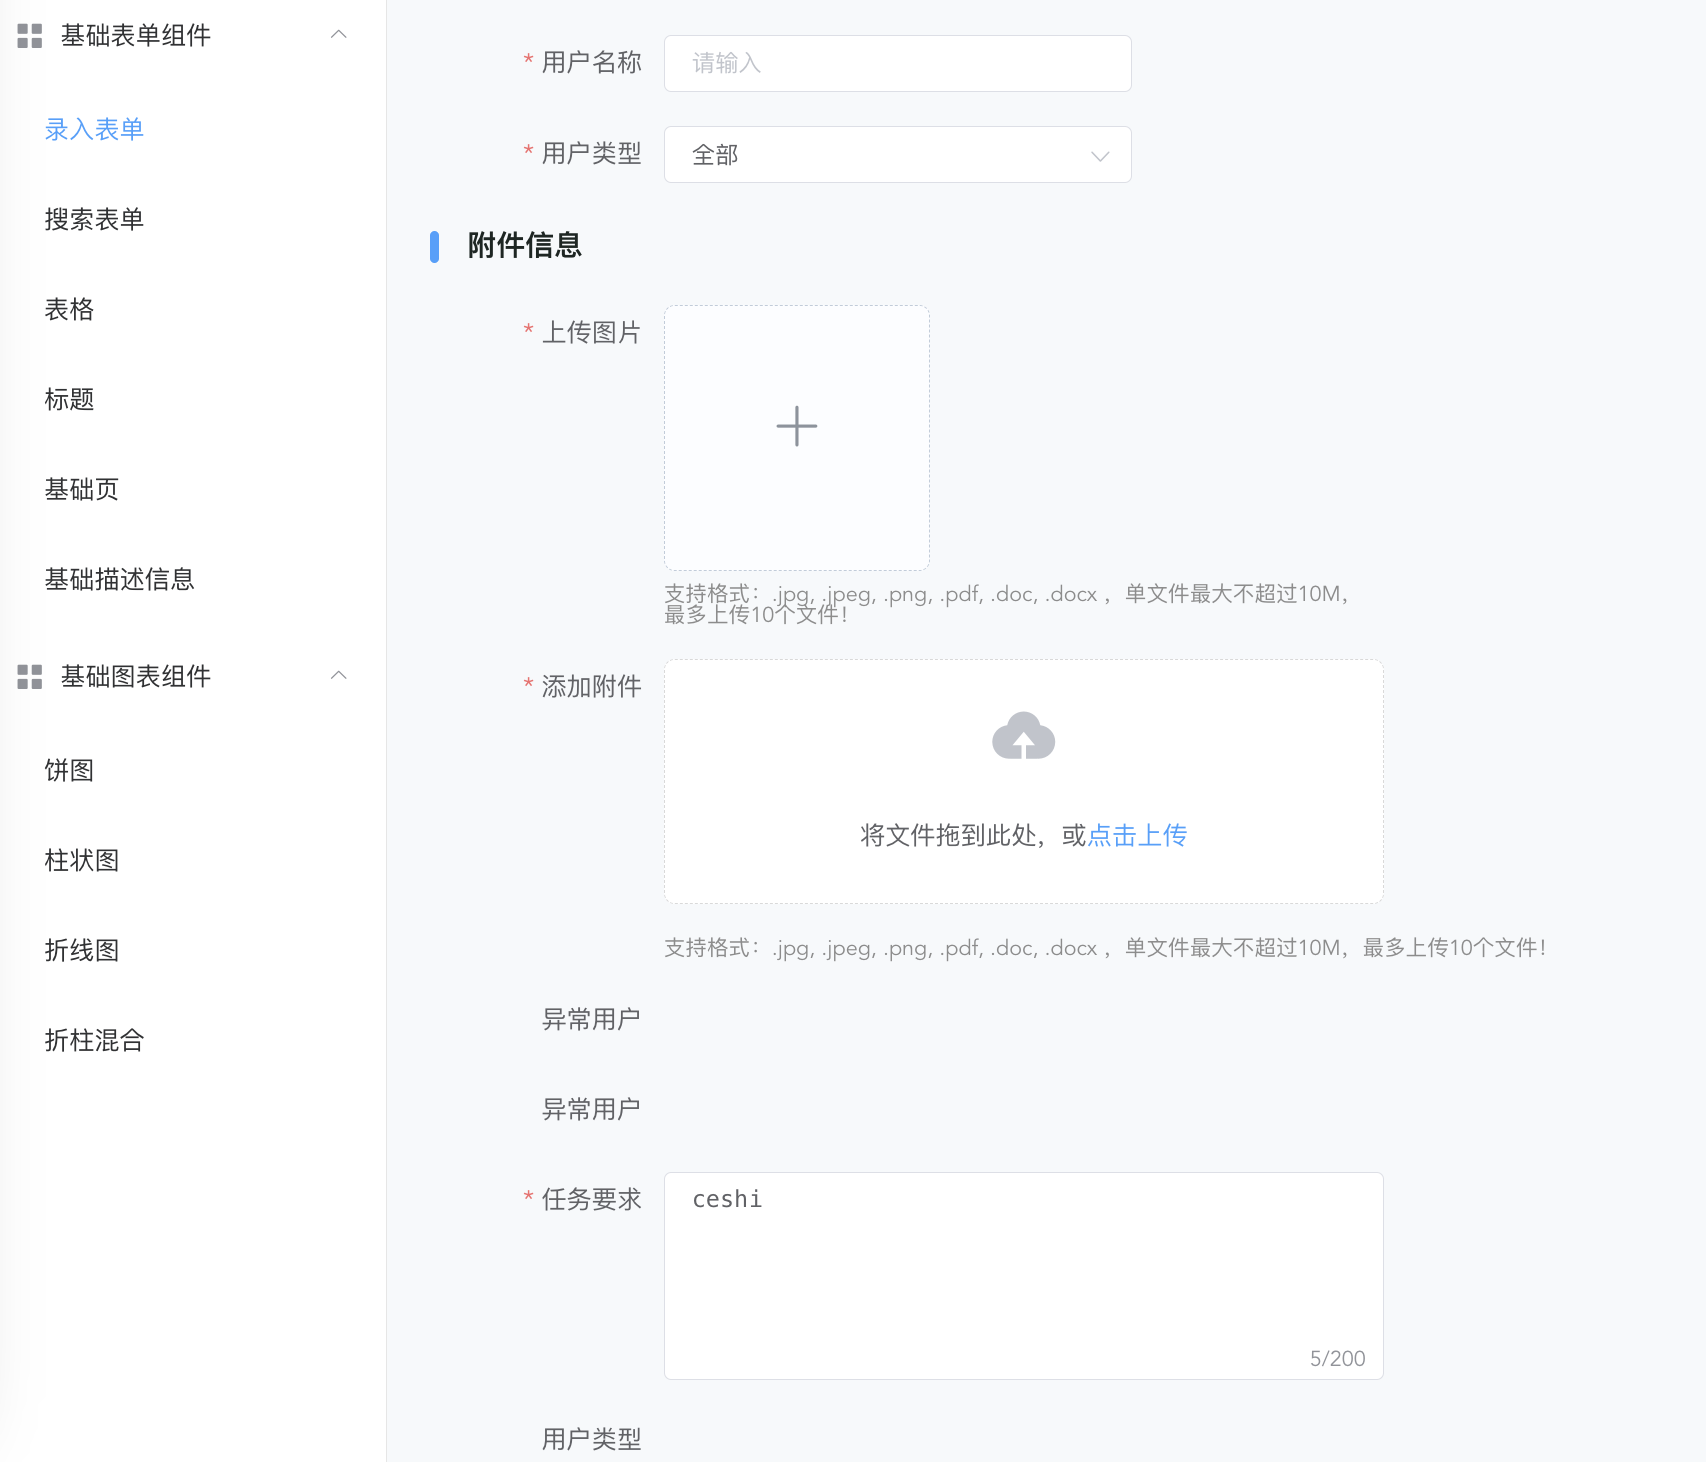 基础表单组件
录入表单
搜索表单
表格
标题
基础页
基础描述信息
基础图表组件
饼图
柱状图
折线图
折柱混合
* 用户名称
请输入
* 用户类型
全部
附件信息
* 上传图片
支持格式：.jpg, .jpeg, .png, .pdf, .doc, .docx ，单文件最大不超过10M，
最多上传10个文件！
* 添加附件
将文件拖到此处，或点击上传
支持格式：.jpg, .jpeg, .png, .pdf, .doc, .docx ，单文件最大不超过10M，最多上传10个文件！
异常用户
异常用户
* 任务要求
ceshi
5/200
用户类型